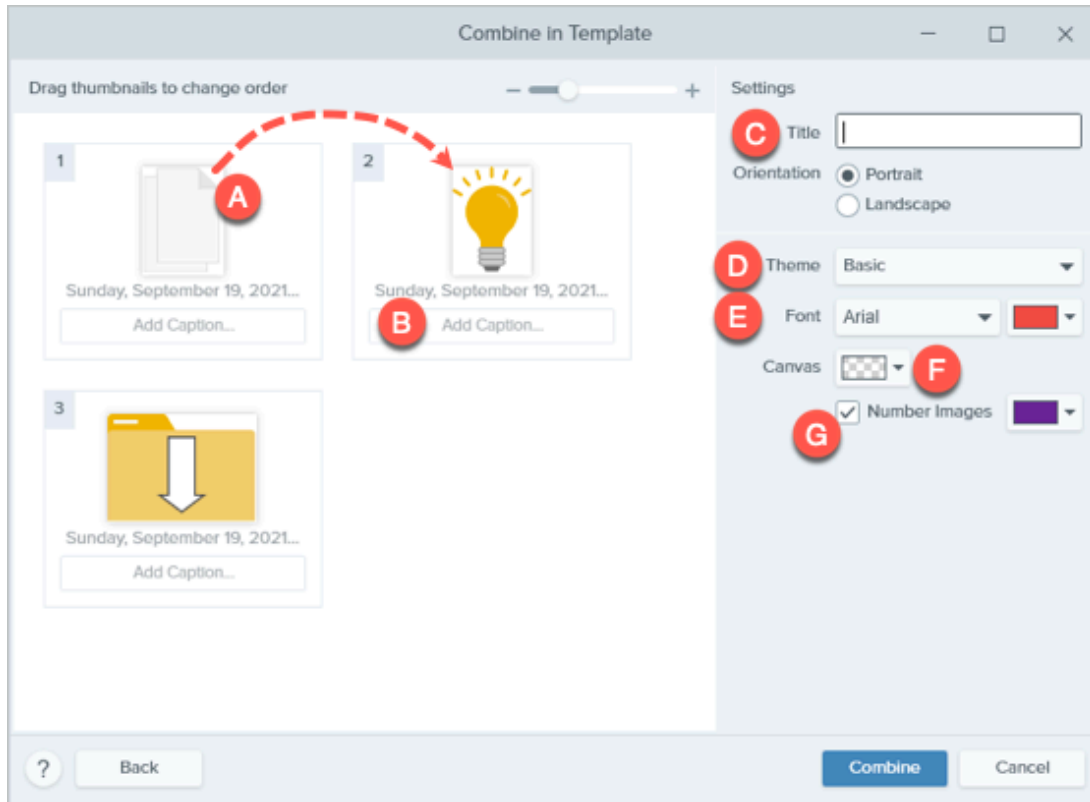 Combine in Template
Drag thumbnails to change order
1
A
Sunday, September 19, 2021...
Add Caption...
2
Sunday, September 19, 2021...
B
Add Caption...
3
Sunday, September 19, 2021...
Add Caption...
Settings
C Title
Orientation Portrait
Landscape
D Theme Basic
E Font Arial
Canvas F
G Number Images
? Back Combine Cancel